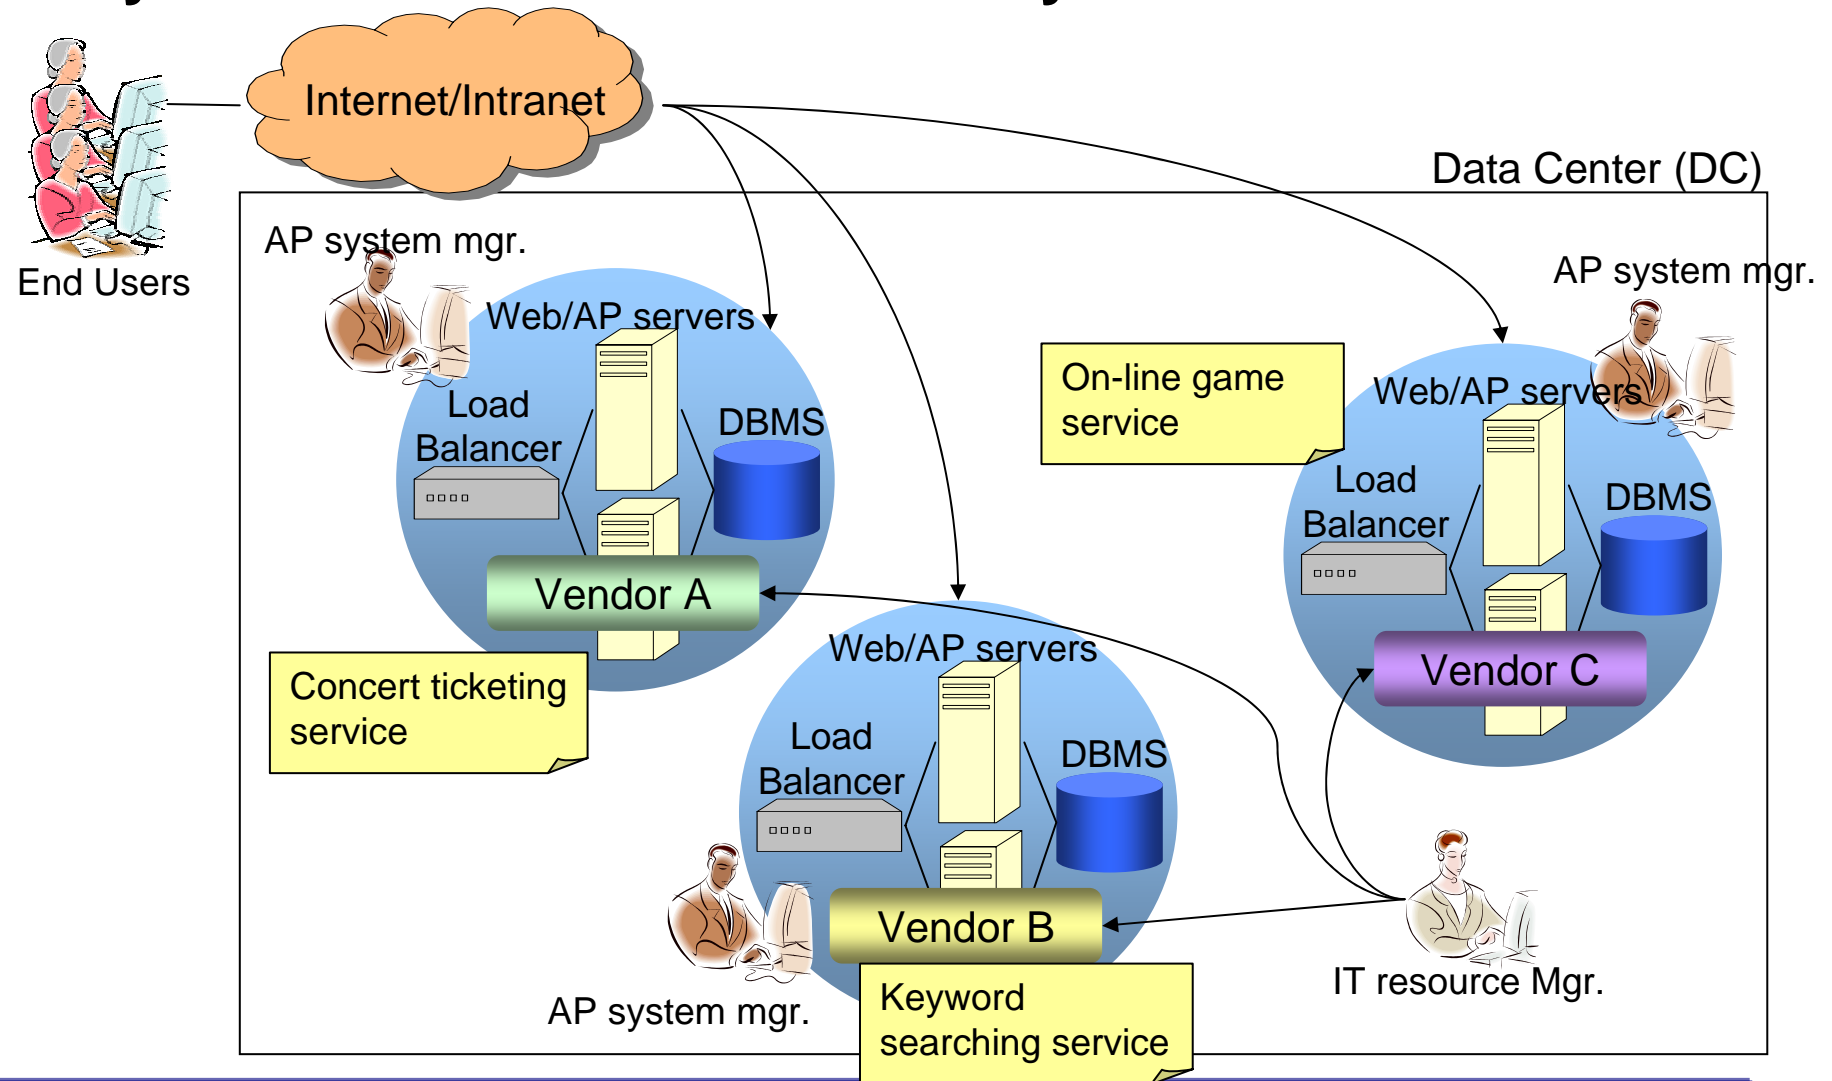 Internet/Intranet
Data Center (DC)
End Users
AP system mgr.
Web/AP servers
Load
Balancer
DBMS
Vendor A
Concert ticketing
service
Web/AP servers
Load
Balancer
DBMS
Vendor B
AP system mgr.
Keyword
searching service
On-line game
service
AP system mgr.
Web/AP servers
Load
Balancer
DBMS
Vendor C
IT resource Mgr.